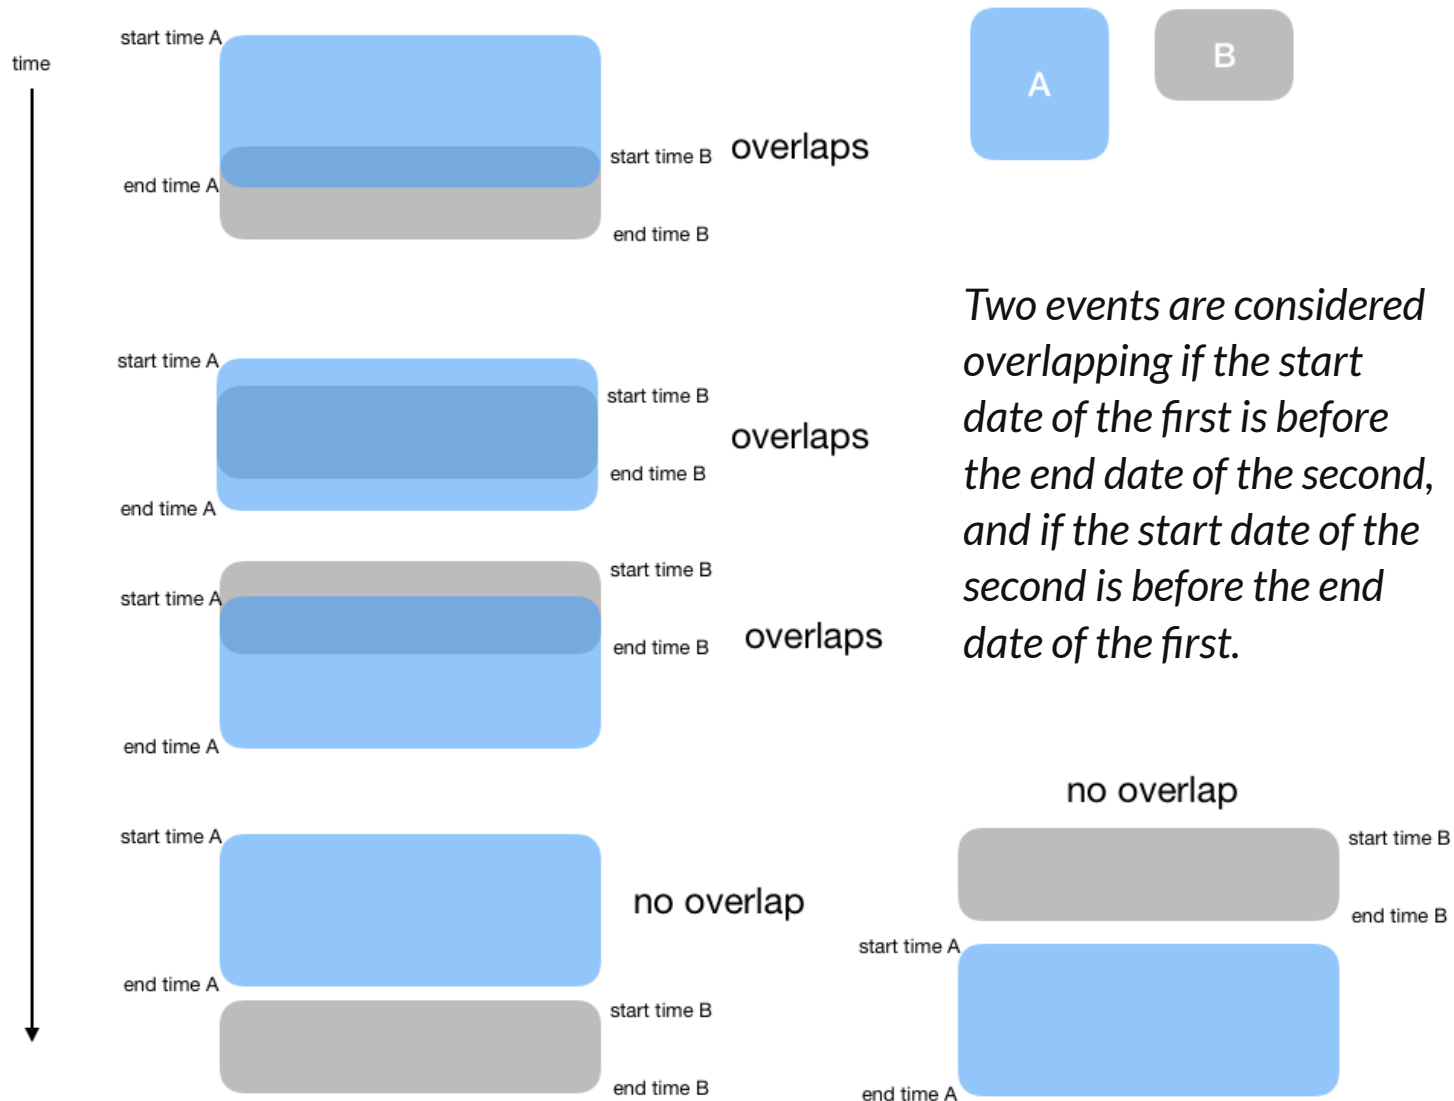 time
start time A
start time B
overlaps
end time A
end time B
A
B
start time A
start time B
overlaps
end time B
end time A
start time B
start time A
overlaps
end time B
end time A
Two events are considered
overlapping if the start
date of the first is before
the end date of the second,
and if the start date of the
second is before the end
date of the first.
start time A
no overlap
end time A
start time B
end time B
no overlap
start time B
end time B
start time A
end time A